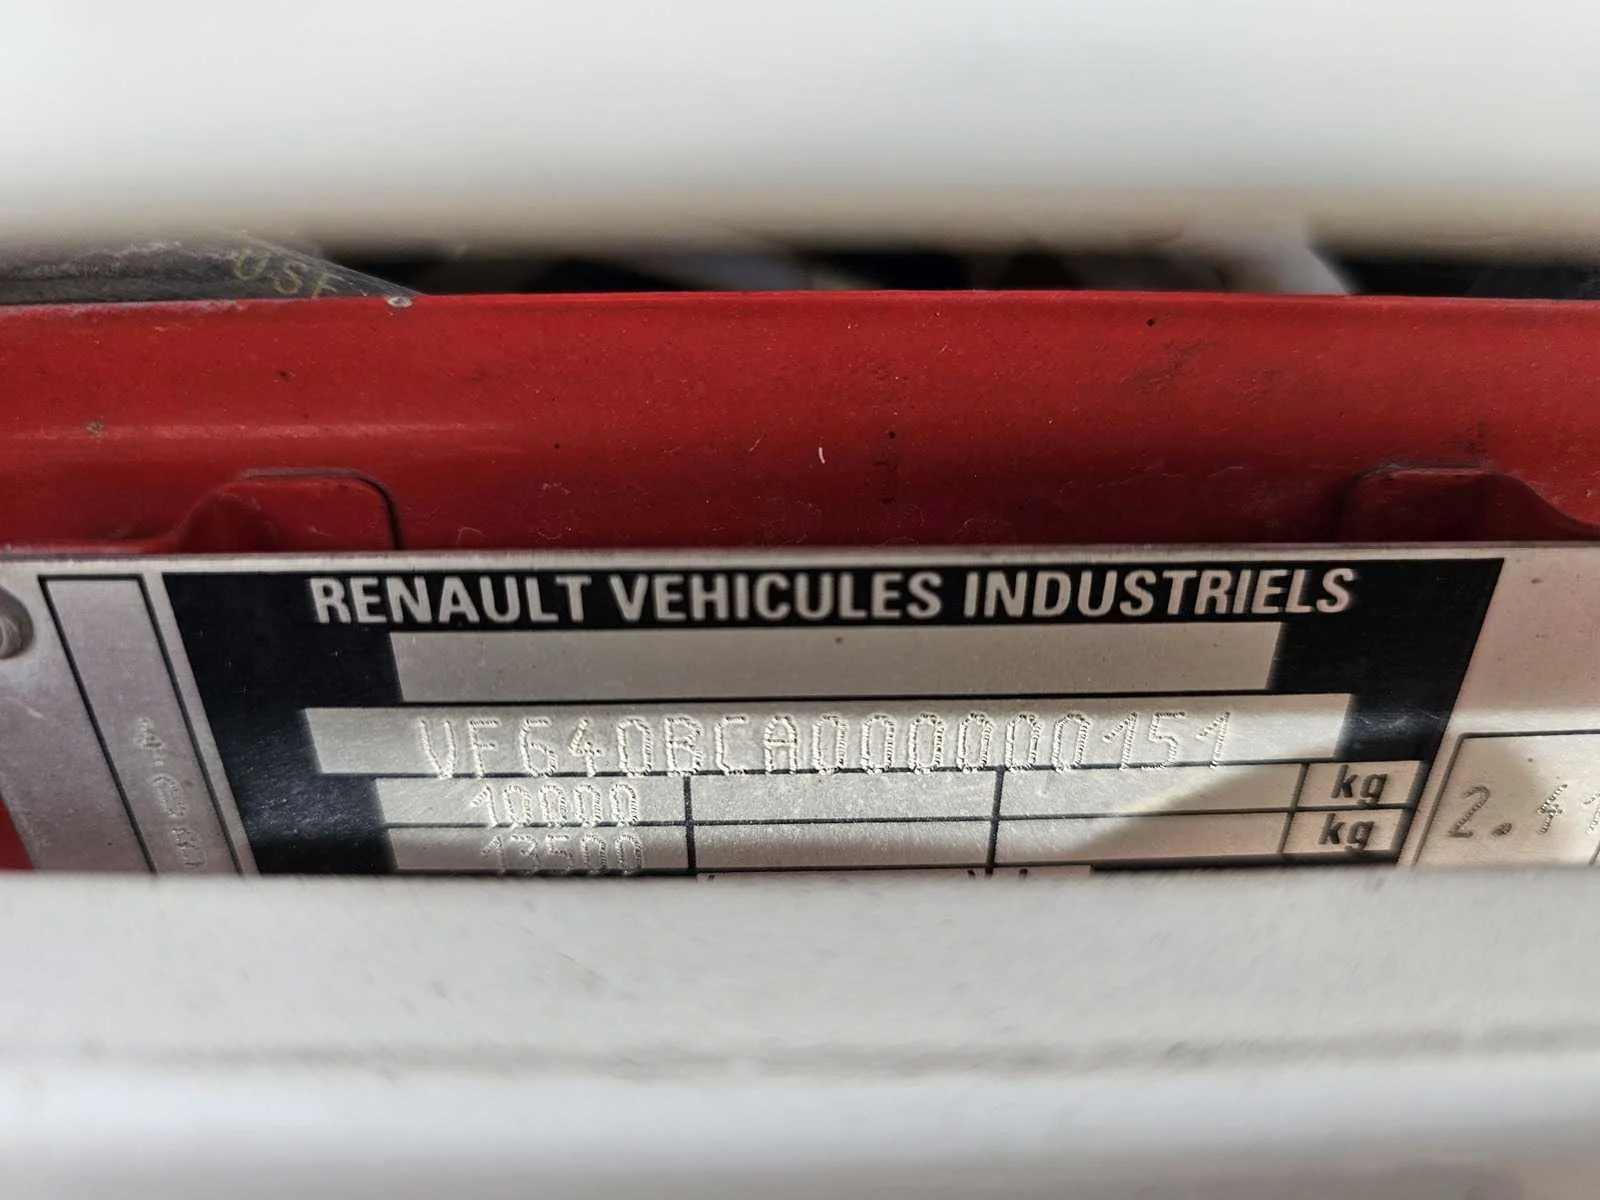 RENAULT VEHICULES INDUSTRIELS
VF640BCA000000151
10000 kg
13500 kg